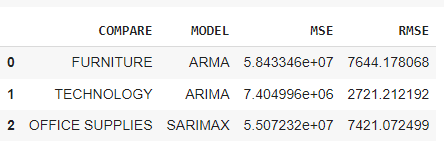 COMPARE MODEL MSE RMSE
0 FURNITURE ARMA 5.843346e+07 7644.178068
1 TECHNOLOGY ARIMA 7.404996e+06 2721.212192
2 OFFICE SUPPLIES SARIMAX 5.507232e+07 7421.072499